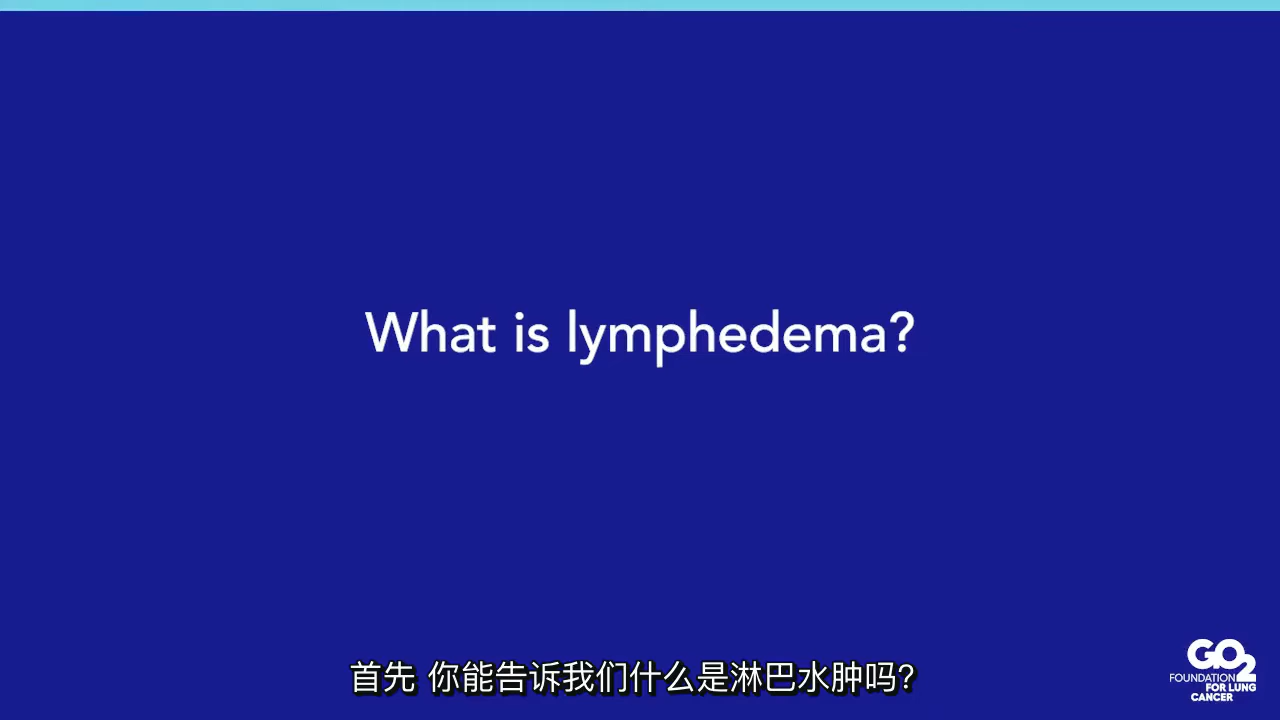 What is lymphedema?
首先 你能告诉我们什么是淋巴水肿吗?
GO2
FOUNDATION
FOR LUNG
CANCER